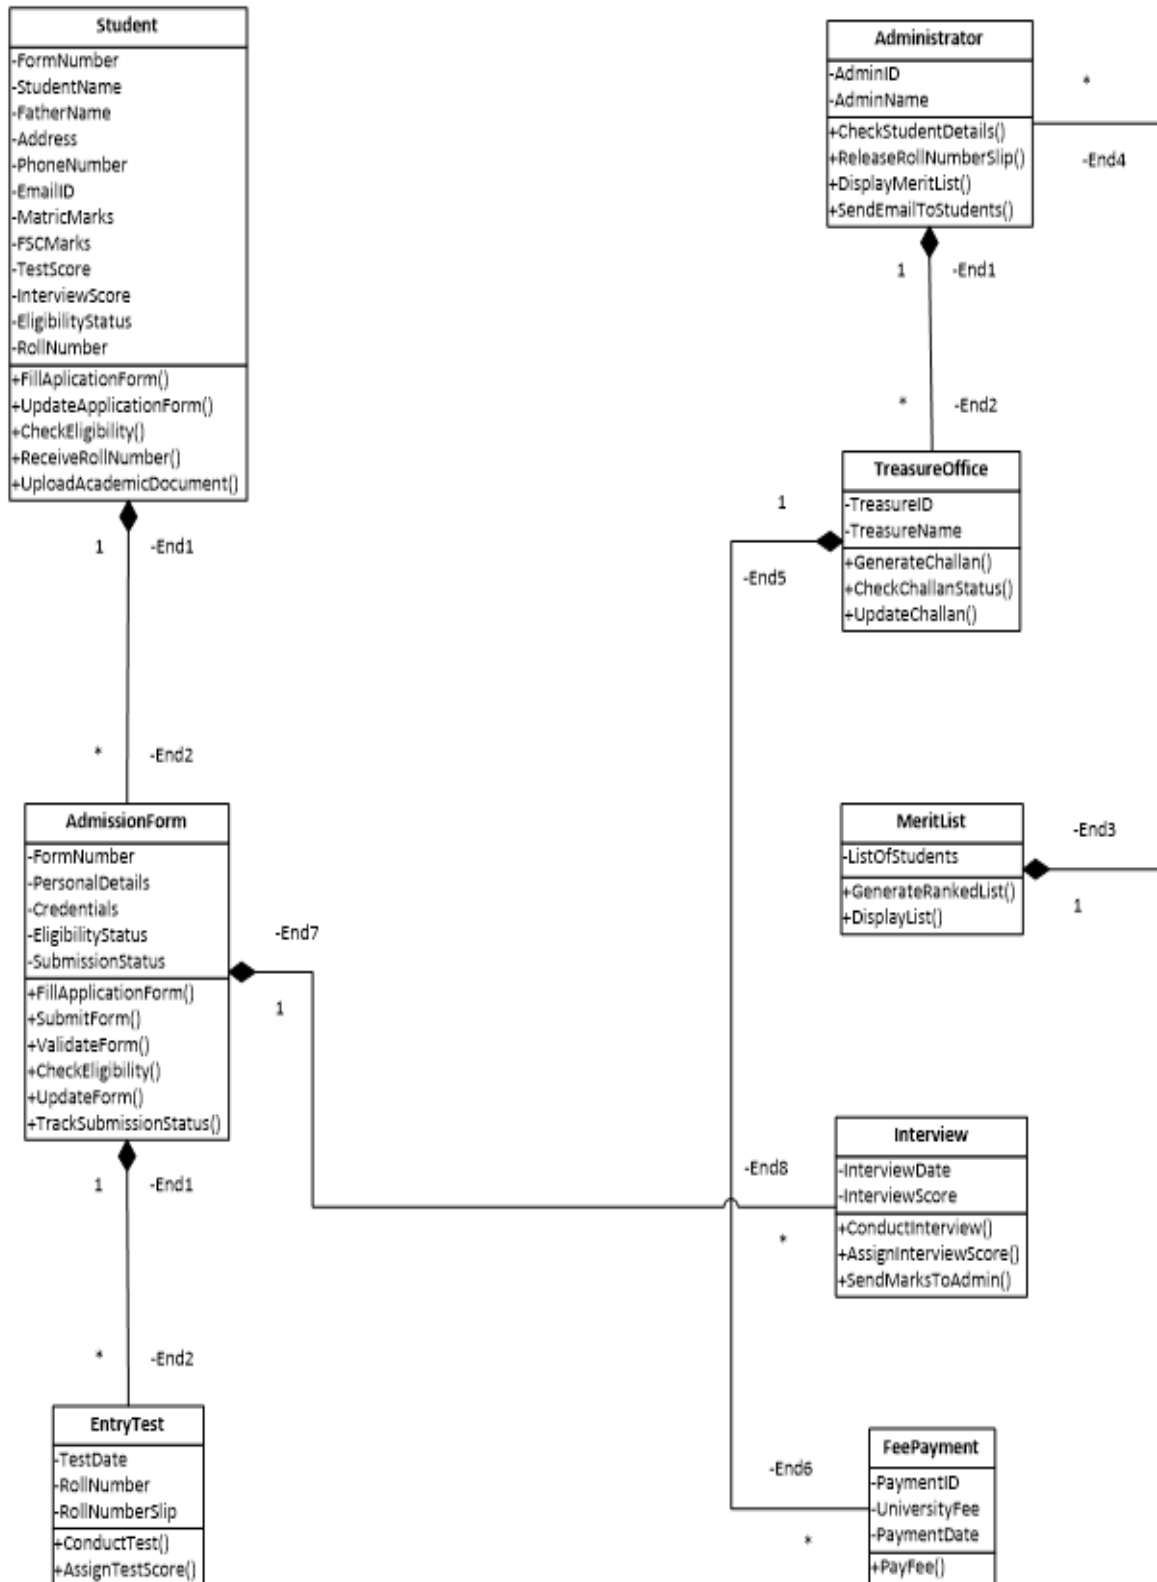 Student
-FormNumber
-StudentName
-FatherName
-Address
-PhoneNumber
-EmailID
-MatricMarks
-FSCMarks
-TestScore
-InterviewScore
-EligibilityStatus
-RollNumber
+FillAplicationForm()
+UpdateApplicationForm()
+CheckEligibility()
+ReceiveRollNumber()
+UploadAcademicDocument()
1
-End1
*
-End2
AdmissionForm
-FormNumber
-PersonalDetails
-Credentials
-EligibilityStatus
-SubmissionStatus
+FillApplicationForm()
+SubmitForm()
+ValidateForm()
+CheckEligibility()
+UpdateForm()
+TrackSubmissionStatus()
-End7
1
1
-End1
*
-End2
EntryTest
-TestDate
-RollNumber
-RollNumberSlip
+ConductTest()
+AssignTestScore()
Administrator
-AdminID
-AdminName
+CheckStudentDetails()
+ReleaseRollNumberSlip()
+DisplayMeritList()
+SendEmailToStudents()
*
-End4
1
-End1
*
-End2
TreasureOffice
-TreasureID
-TreasureName
+GenerateChallan()
+CheckChallanStatus()
+UpdateChallan()
1
-End5
MeritList
-ListOfStudents
+GenerateRankedList()
+DisplayList()
-End3
1
Interview
-InterviewDate
-InterviewScore
+ConductInterview()
+AssignInterviewScore()
+SendMarksToAdmin()
-End8
*
FeePayment
-PaymentID
-UniversityFee
-PaymentDate
+PayFee()
-End6
*